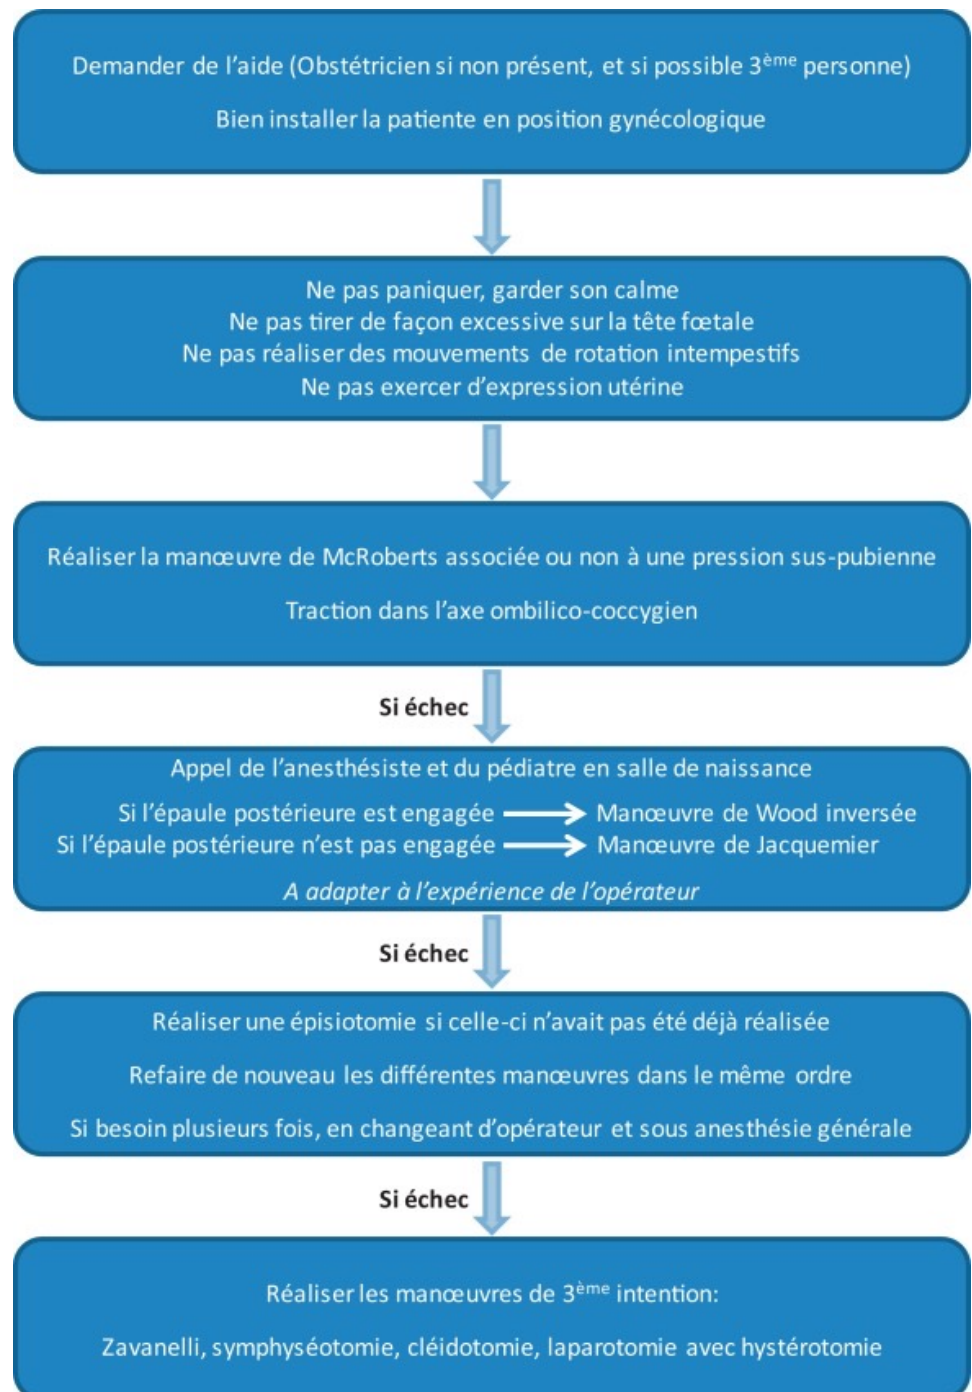 Demander de l’aide (Obstétricien si non présent, et si possible 3ème personne)
Bien installer la patiente en position gynécologique
Ne pas paniquer, garder son calme
Ne pas tirer de façon excessive sur la tête fœtale
Ne pas réaliser des mouvements de rotation intempestifs
Ne pas exercer d’expression utérine
Réaliser la manœuvre de McRoberts associée ou non à une pression sus-pubienne
Traction dans l’axe ombilico-coccygien
Si échec
Appel de l’anesthésiste et du pédiatre en salle de naissance
Si l’épaule postérieure est engagée Manœuvre de Wood inversée
Si l’épaule postérieure n’est pas engagée Manœuvre de Jacquemier
A adapter à l’expérience de l’opérateur
Si échec
Réaliser une épisiotomie si celle-ci n’avait pas été déjà réalisée
Refaire de nouveau les différentes manœuvres dans le même ordre
Si besoin plusieurs fois, en changeant d’opérateur et sous anesthésie générale
Si échec
Réaliser les manœuvres de 3ème intention:
Zavanelli, symphyséotomie, cléidotomie, laparotomie avec hystérotomie